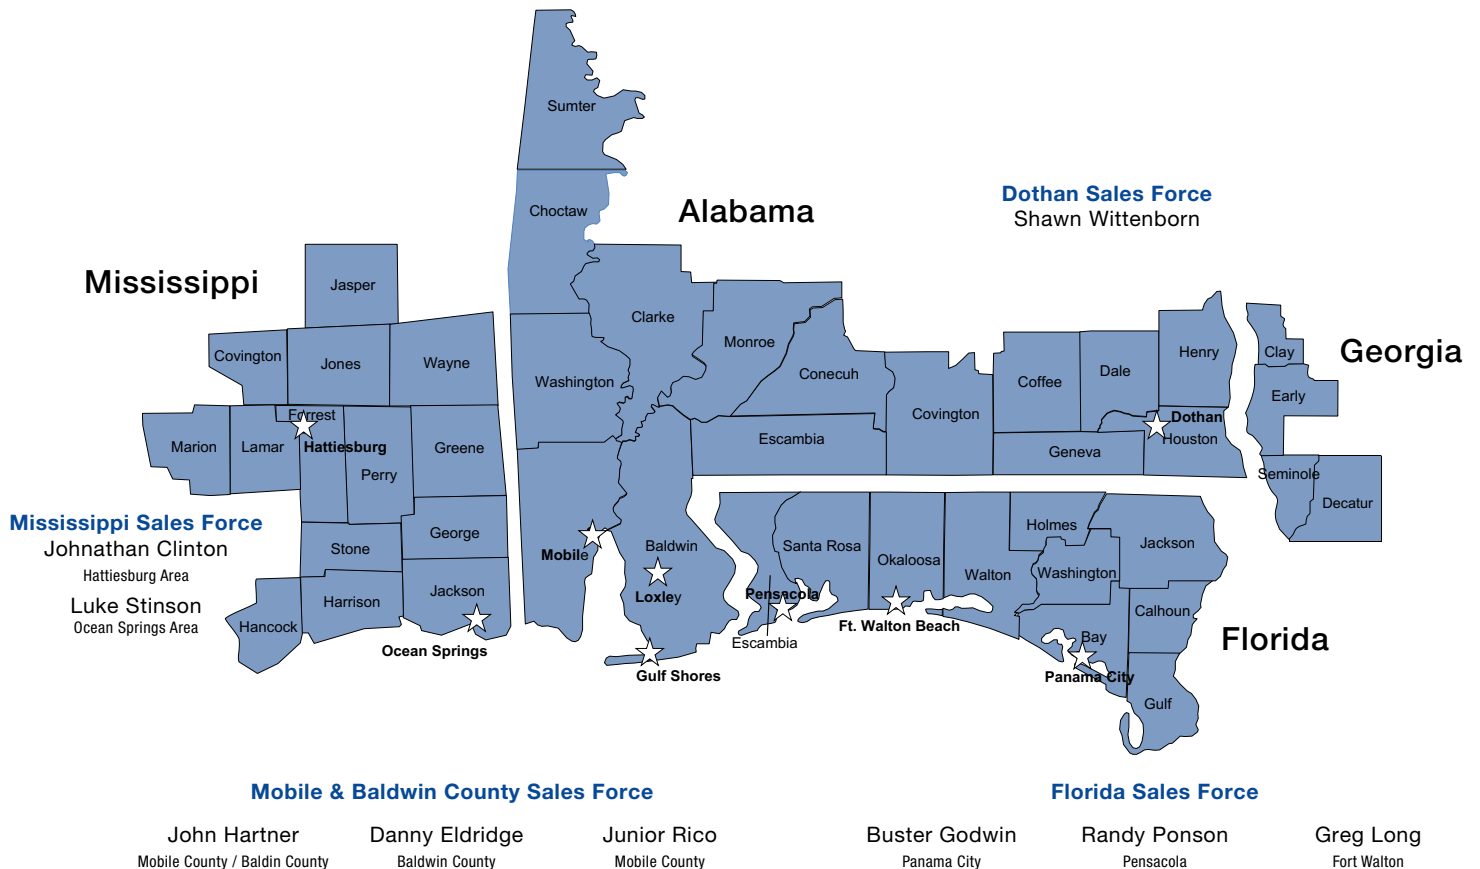 Sumter
Choctaw
Alabama
Dothan Sales Force
Shawn Wittenborn
Mississippi
Jasper
Clarke
Monroe
Georgia
Covington
Jones
Wayne
Washington
Conecuh
Coffee
Dale
Henry
Clay
Early
Forrest
Hattiesburg
Marion
Lamar
Perry
Greene
Escambia
Covington
Geneva
Dothan
Houston
Seminole
Decatur
Mississippi Sales Force
Johnathan Clinton
Hattiesburg Area
Luke Stinson
Ocean Springs Area
Stone
George
Harrison
Jackson
Hancock
Ocean Springs
Mobile
Baldwin
Loxley
Gulf Shores
Santa Rosa
Okaloosa
Walton
Holmes
Washington
Jackson
Calhoun
Pensacola
Escambia
Ft. Walton Beach
Bay
Panama City
Gulf
Florida
Mobile & Baldwin County Sales Force
Florida Sales Force
John Hartner
Danny Eldridge
Junior Rico
Buster Godwin
Randy Ponson
Greg Long
Mobile County / Baldin County
Baldwin County
Mobile County
Panama City
Pensacola
Fort Walton